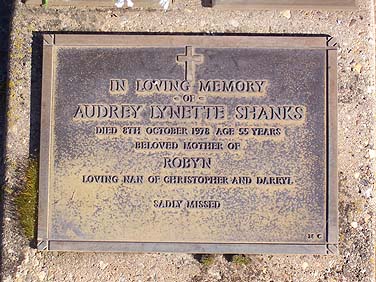 IN LOVING MEMORY
- OF -
AUDREY LYNETTE SHANKS
DIED 8TH OCTOBER 1978 AGE 55 YEARS
BELOVED MOTHER OF
ROBYN
LOVING NAN OF CHRISTOPHER AND DARRYL
SADLY MISSED